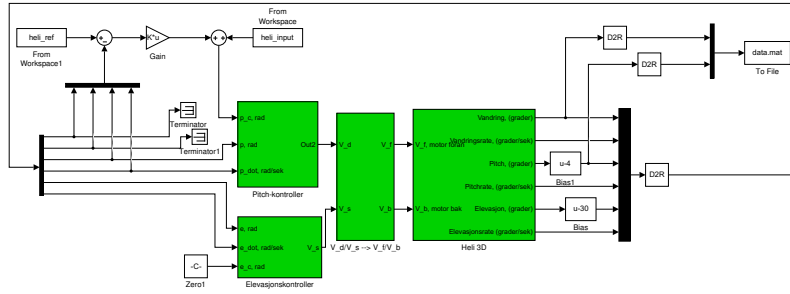 From
Workspace
heli_ref
K*u
heli_input
From
Workspace1
Gain
D2R
D2R
data.mat
To File
Terminator
Terminator1
p_c, rad
p, rad
p_dot, rad/sek
Out2
Pitch-kontroller
V_d
V_s
V_f
V_b
V_d/V_s --> V_f/V_b
V_f, motor foran
V_b, motor bak
Vandring, (grader)
Vandringsrate, (grader/sek)
Pitch, (grader)
Pitchrate, (grader/sek)
Elevasjon, (grader)
Elevasjonsrate (grader/sek)
Heli 3D
u-4
Bias1
u-30
Bias
D2R
e, rad
e_dot, rad/sek
e_c, rad
V_s
Elevasjonskontroller
-C-
Zero1